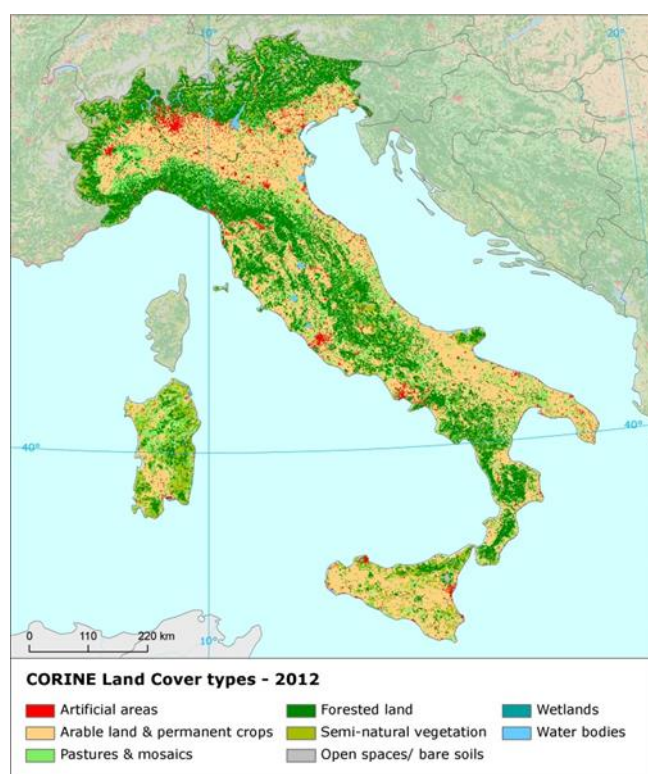 10°
20°
40°
40°
0 110 220 km
10°
CORINE Land Cover types - 2012
Artificial areas
Forested land
Wetlands
Arable land & permanent crops
Semi-natural vegetation
Water bodies
Pastures & mosaics
Open spaces/ bare soils